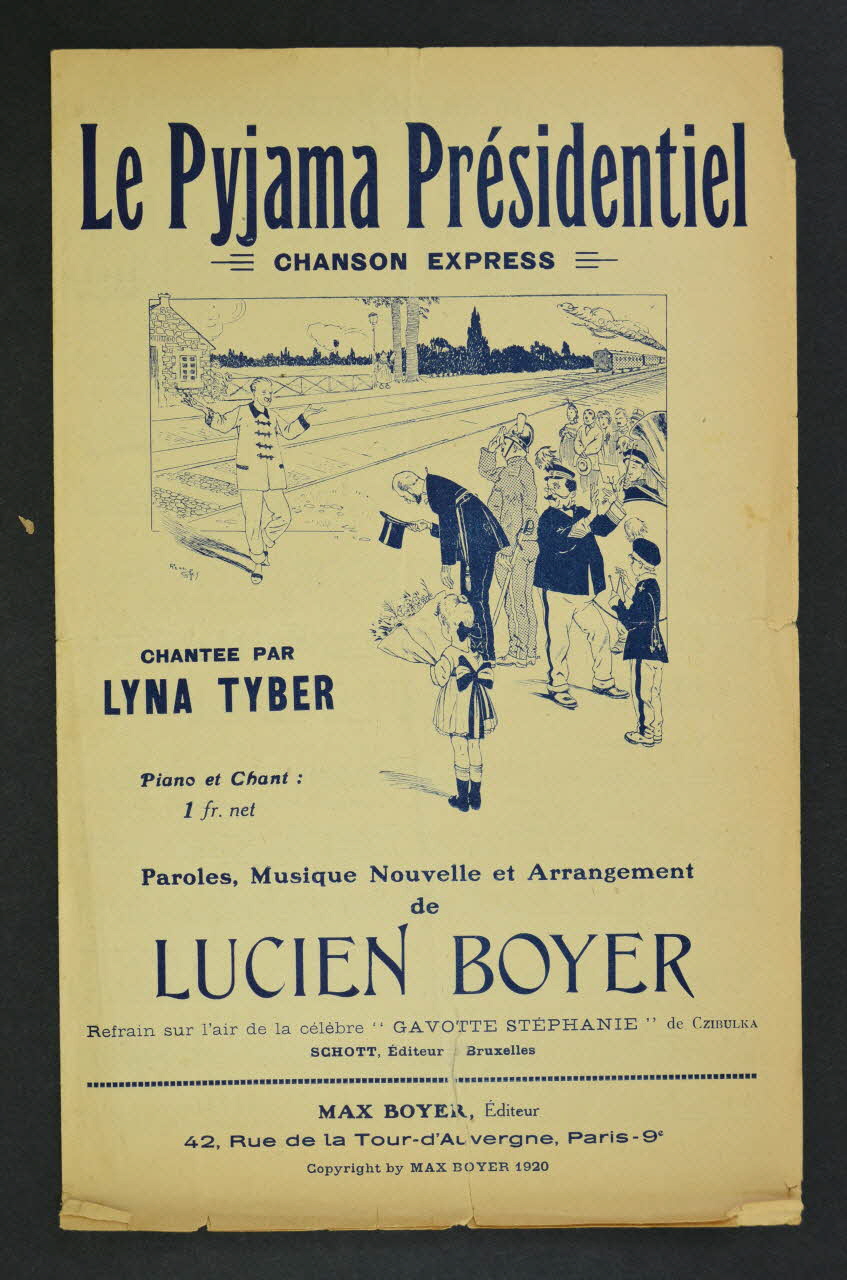 Le Pyjama Présidentiel
CHANSON EXPRESS
CHANTEE PAR
LYNA TYBER
Piano et Chant :
1 fr. net
Paroles, Musique Nouvelle et Arrangement
de
LUCIEN BOYER
Refrain sur l'air de la célèbre " GAVOTTE STÉPHANIE " de CZIBULKA
SCHOTT, Éditeur : Bruxelles
MAX BOYER, Éditeur
42, Rue de la Tour-d'Auvergne, Paris-9e
Copyright by MAX BOYER 1920